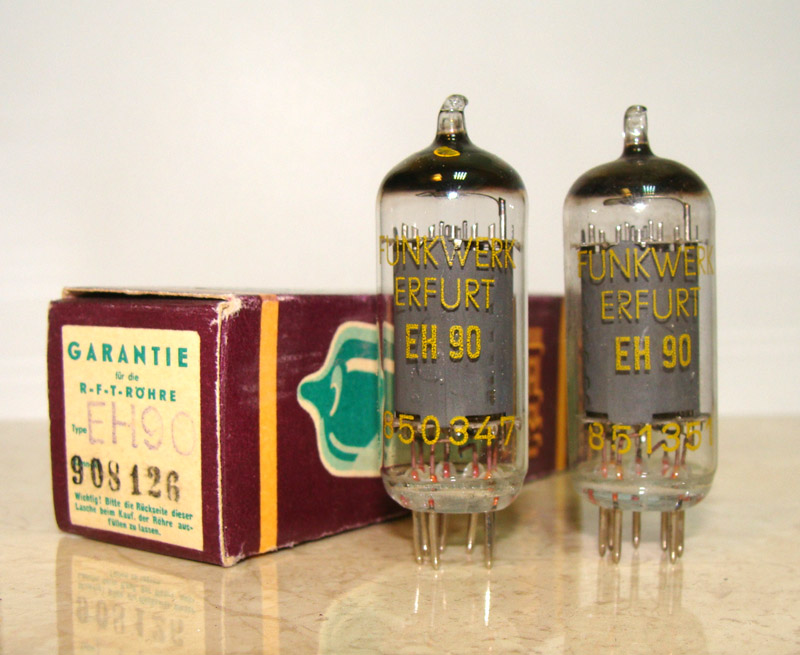 GARANTIE
für die
R-F-T-RÖHRE
Type EH90
908126
Wichtig! Bitte die Rückseite dieser
Lasche beim Kauf, der Röhre aus-
füllen zu lassen.
FUNKWERK
ERFURT
EH 90
850347
FUNKWERK
ERFURT
EH 90
85135